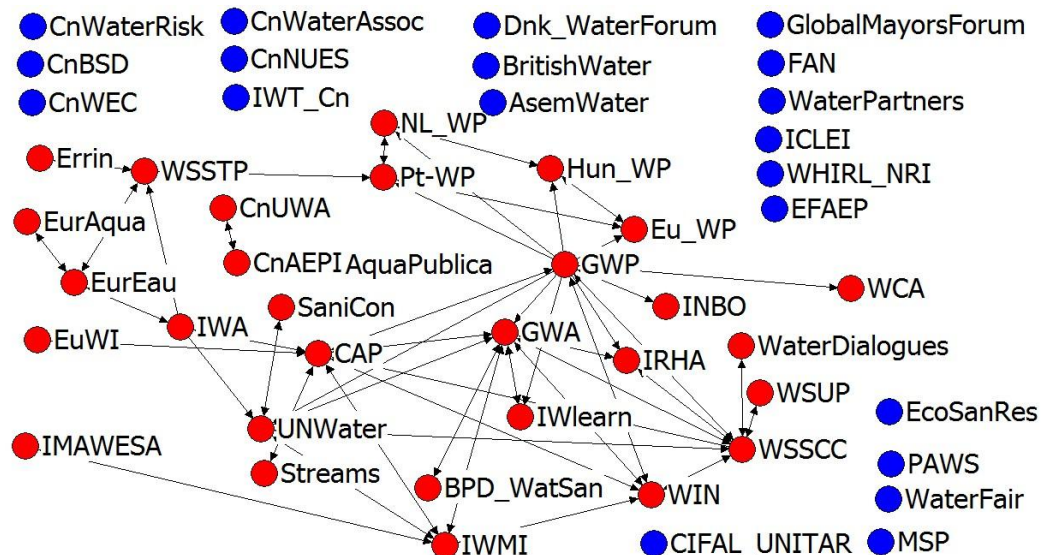 CnWaterRisk
CnWaterAssoc
Dnk_WaterForum
GlobalMayorsForum
CnBSD
CnNUES
BritishWater
FAN
CnWEC
IWT_Cn
AsemWater
WaterPartners
NL_WP
ICLEI
Errin
WSSTP
Pt-WP
Hun_WP
WHIRL_NRI
CnUWA
EFAEP
EurAqua
Eu_WP
CnAEPI
AquaPublica
GWP
EurEau
WCA
SaniCon
INBO
IWA
GWA
EuWI
CAP
IRHA
WaterDialogues
WSUP
IWlearn
EcoSanRes
UNWater
IMAWESA
WSSCC
Streams
BPD_WatSan
WIN
PAWS
WaterFair
IWMI
CIFAL_UNITAR
MSP